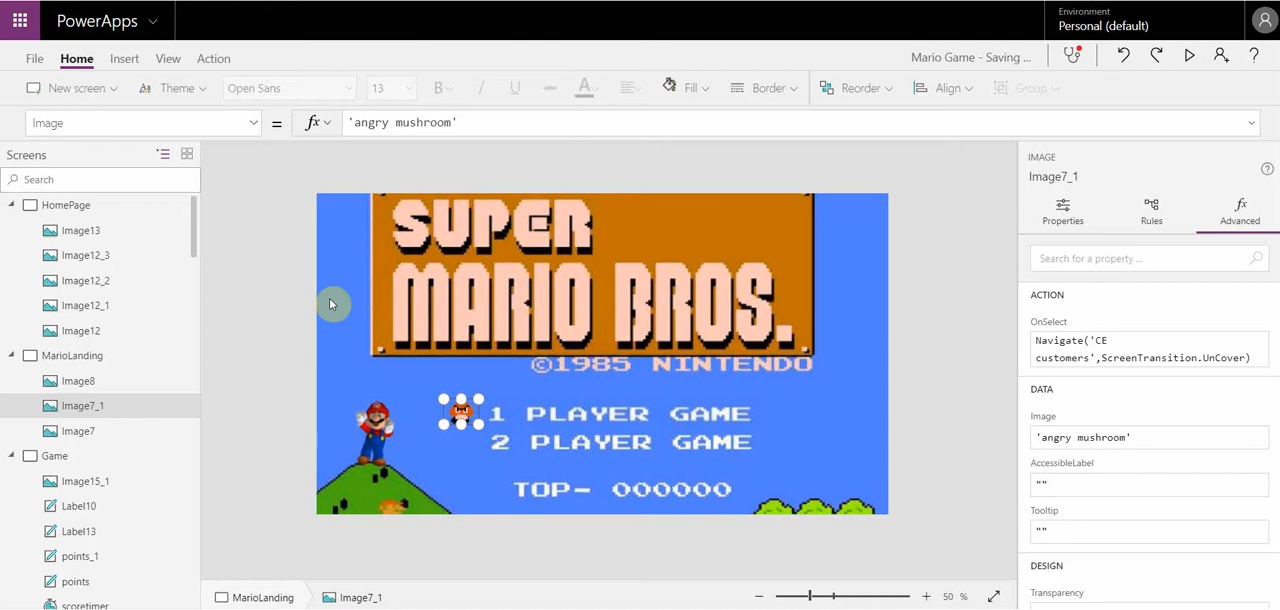 PowerApps
Environment
Personal (default)
File Home Insert View Action
Mario Game - Saving ...
New screen Theme Open Sans 13 B / U abc A Fill Border Reorder Align Group
Image = fx 'angry mushroom'
Screens
Search
HomePage
Image13
Image12_3
Image12_2
Image12_1
Image12
MarioLanding
Image8
Image7_1
Image7
Game
Image15_1
Label10
Label13
points_1
points
scoretimer
SUPER
MARIO BROS.
©1985 NINTENDO
1 PLAYER GAME
2 PLAYER GAME
TOP- 000000
MarioLanding Image7_1
50 %
IMAGE
Image7_1
Properties Rules Advanced
Search for a property ...
ACTION
OnSelect
Navigate('CE
customers',ScreenTransition.UnCover)
DATA
Image
'angry mushroom'
AccessibleLabel
""
Tooltip
""
DESIGN
Transparency